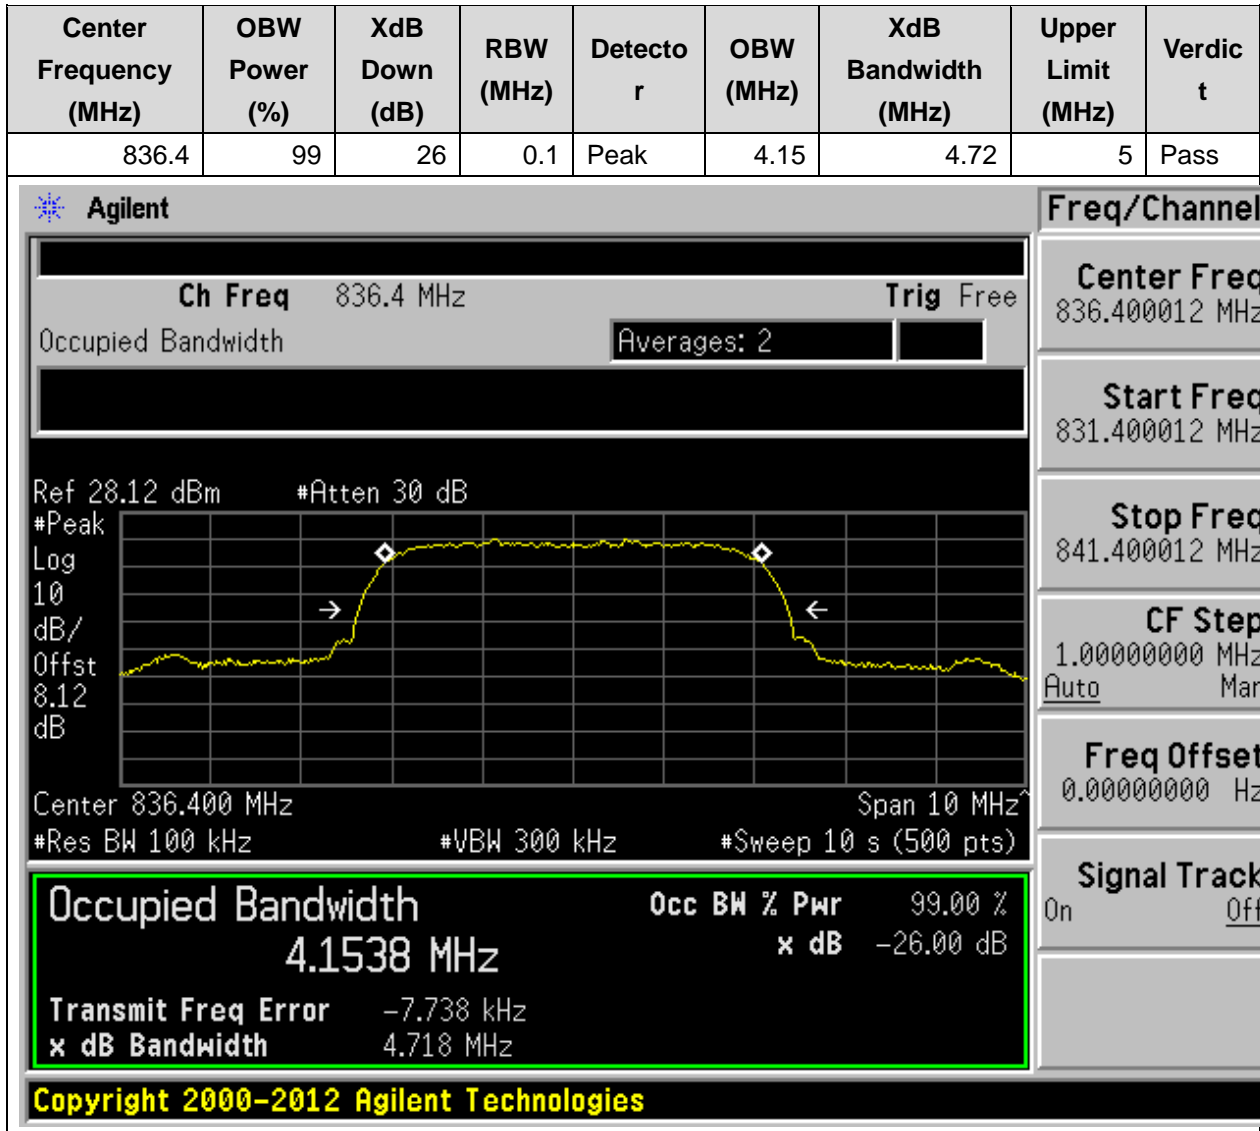 Center Frequency (MHz) OBW Power (%) XdB Down (dB) RBW (MHz) Detector OBW (MHz) XdB Bandwidth (MHz) Upper Limit (MHz) Verdict
836.4 99 26 0.1 Peak 4.15 4.72 5 Pass
Agilent
Freq/Channel
Ch Freq 836.4 MHz Trig Free
Occupied Bandwidth Averages: 2
Center Freq
836.400012 MHz
Start Freq
831.400012 MHz
Stop Freq
841.400012 MHz
CF Step
1.00000000 MHz
Auto Man
Freq Offset
0.00000000 Hz
Signal Track
On Off
Ref 28.12 dBm #Atten 30 dB
#Peak
Log
10
dB/
Offst
8.12
dB
Center 836.400 MHz Span 10 MHz^
#Res BW 100 kHz #VBW 300 kHz #Sweep 10 s (500 pts)
Occupied Bandwidth Occ BW % Pwr 99.00 %
4.1538 MHz x dB -26.00 dB
Transmit Freq Error -7.738 kHz
x dB Bandwidth 4.718 MHz
Copyright 2000-2012 Agilent Technologies